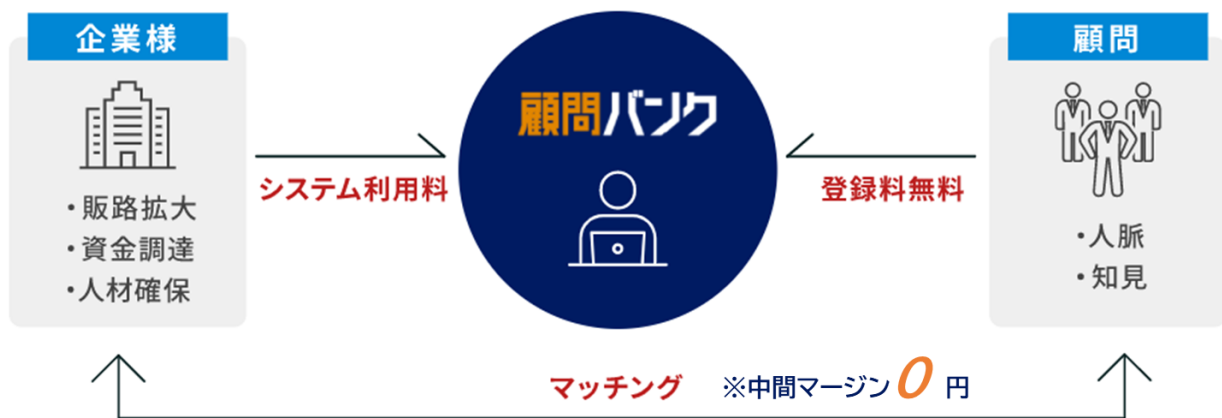 企業様
・販路拡大
・資金調達
・人材確保
システム利用料
顧問バンク
登録料無料
顧問
・人脈
・知見
マッチング ※中間マージン0円